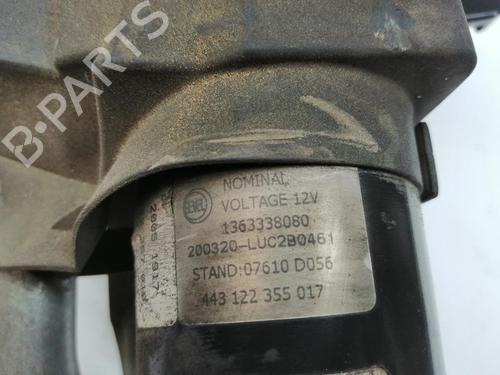 B-PARTS
NOMINAL
VOLTAGE 12V
1363338080
200320-LUC2B0461
STAND:07610 D056
443 122 355 017